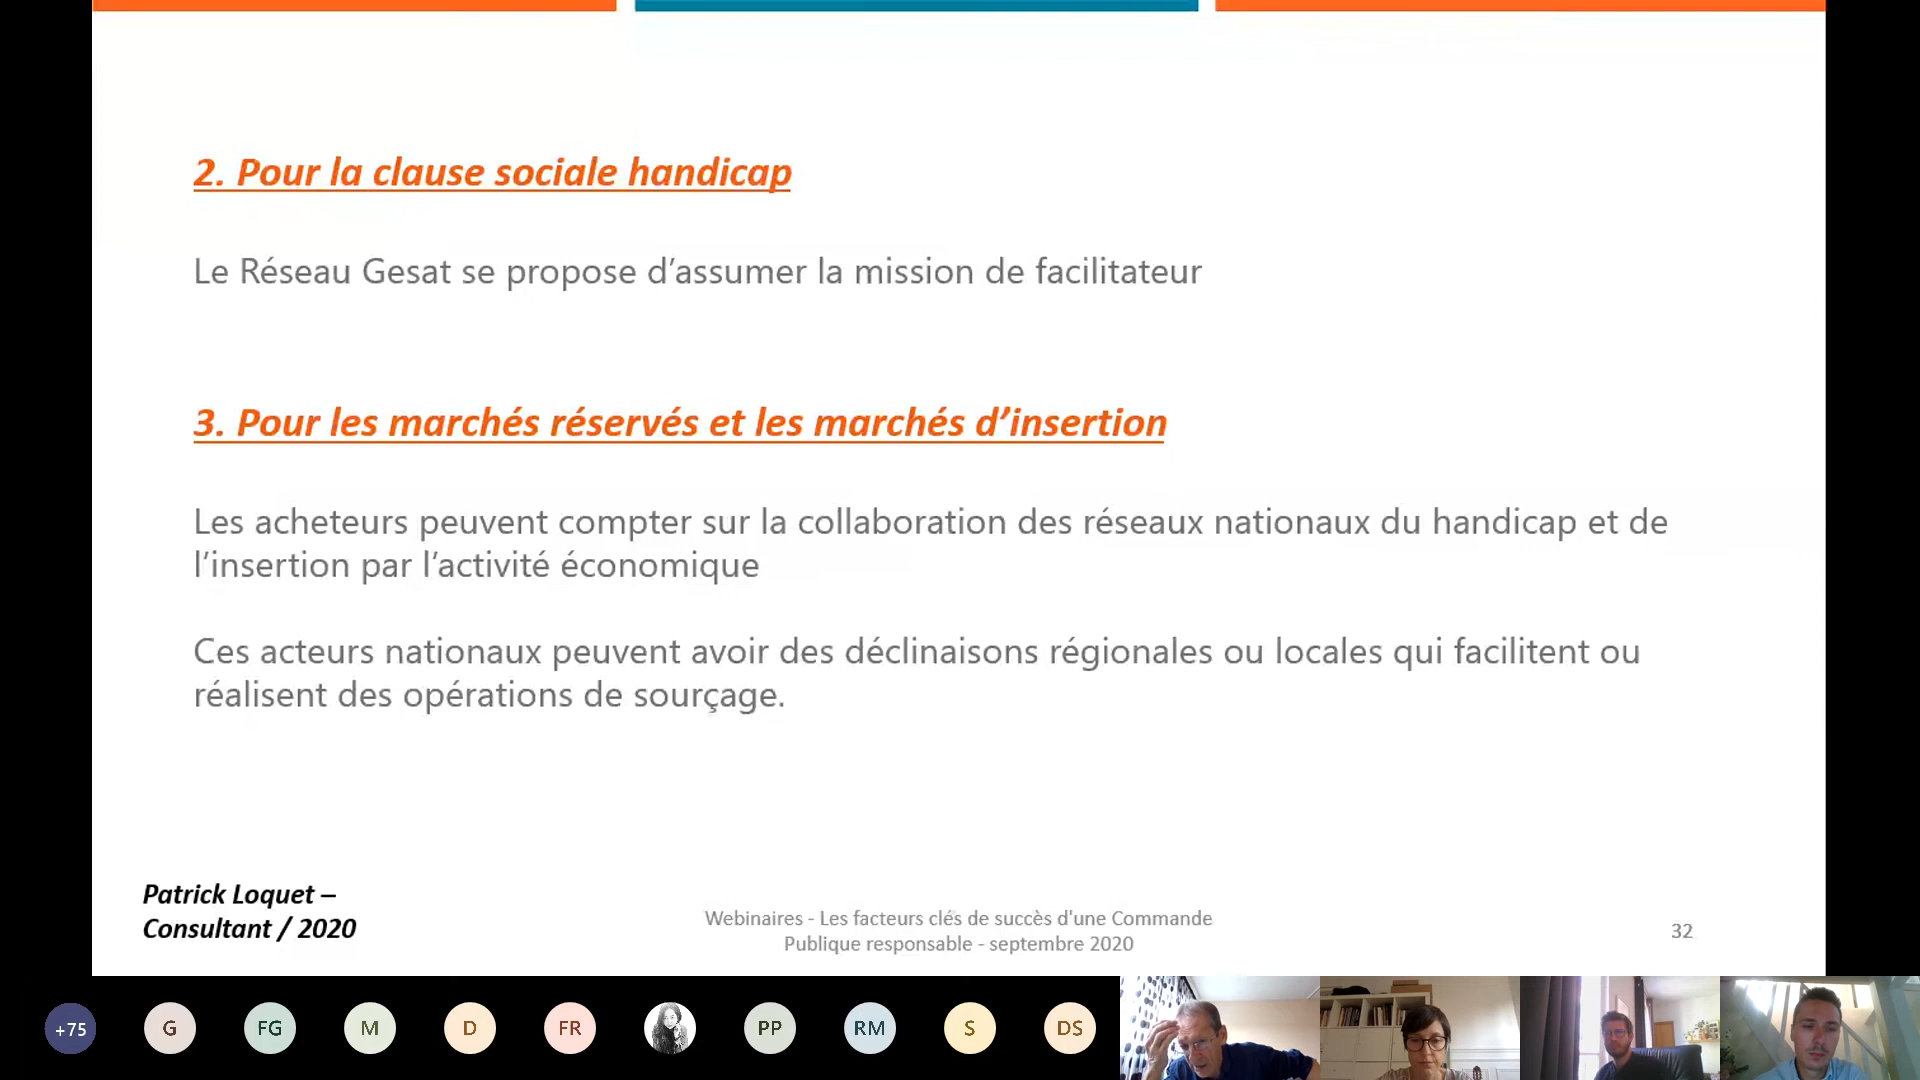 2. Pour la clause sociale handicap
Le Réseau Gesat se propose d’assumer la mission de facilitateur
3. Pour les marchés réservés et les marchés d’insertion
Les acheteurs peuvent compter sur la collaboration des réseaux nationaux du handicap et de
l’insertion par l’activité économique
Ces acteurs nationaux peuvent avoir des déclinaisons régionales ou locales qui facilitent ou
réalisent des opérations de sourçage.
Patrick Loquet –
Consultant / 2020
Webinaires - Les facteurs clés de succès d'une Commande
Publique responsable - septembre 2020
32
+75
G
FG
M
D
FR
PP
RM
S
DS